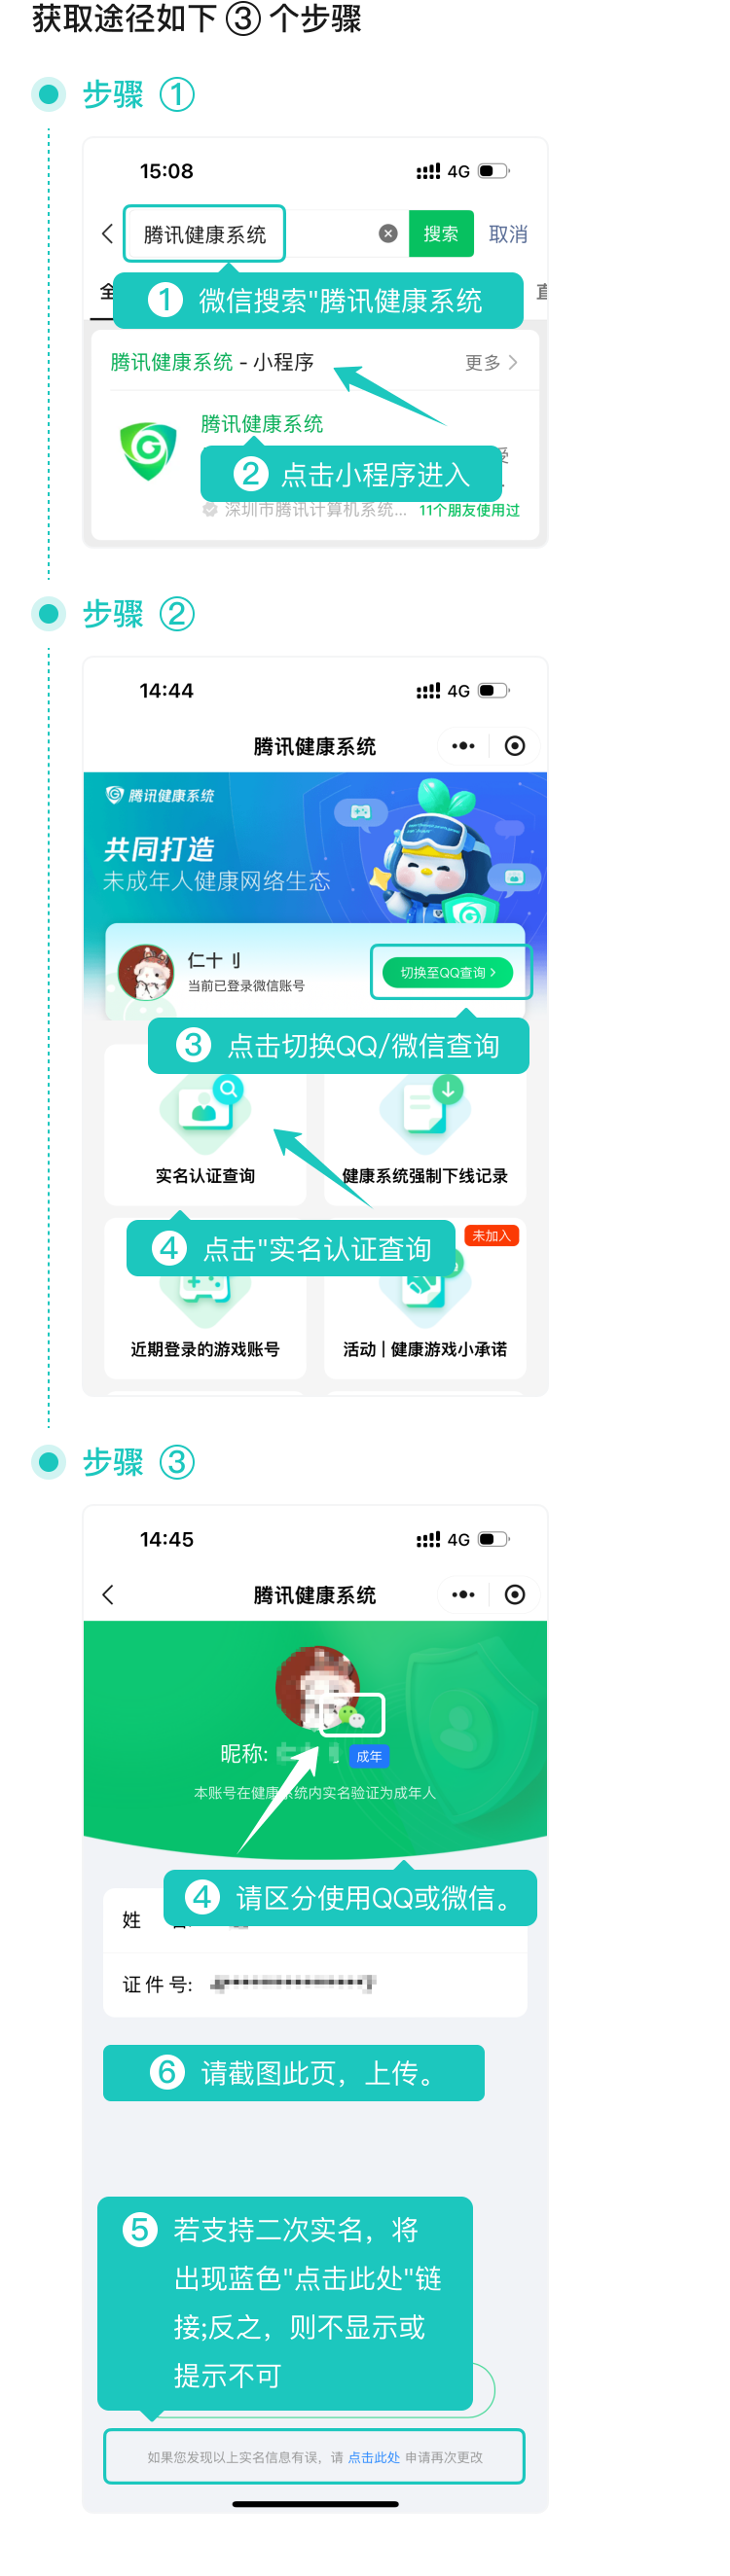 获取途径如下 ③ 个步骤
步骤 ①
15:08
4G
腾讯健康系统
搜索
取消
全
直
① 微信搜索"腾讯健康系统
腾讯健康系统 - 小程序
更多
腾讯健康系统
② 点击小程序进入
深圳市腾讯计算机系统...
11个朋友使用过
步骤 ②
14:44
4G
腾讯健康系统
腾讯健康系统
共同打造
未成年人健康网络生态
仁十刂
当前已登录微信账号
切换至QQ查询
③ 点击切换QQ/微信查询
实名认证查询
健康系统强制下线记录
④ 点击"实名认证查询
未加入
近期登录的游戏账号
活动 | 健康游戏小承诺
步骤 ③
14:45
4G
腾讯健康系统
昵称:
成年
本账号在健康系统内实名验证为成年人
④ 请区分使用QQ或微信。
姓
证 件 号:
⑥ 请截图此页，上传。
⑤ 若支持二次实名，将
出现蓝色"点击此处"链
接;反之，则不显示或
提示不可
如果您发现以上实名信息有误，请 点击此处 申请再次更改